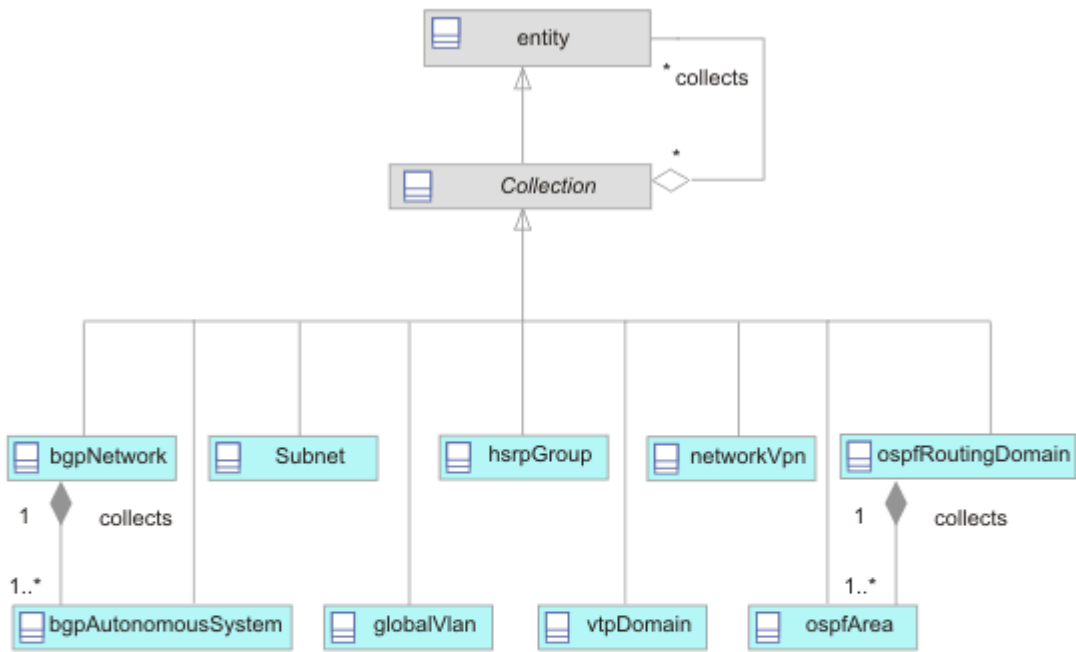 entity
* collects
*
Collection
bgpNetwork
Subnet
hsrpGroup
networkVpn
ospfRoutingDomain
1
collects
1
collects
1..*
1..*
bgpAutonomousSystem
globalVlan
vtpDomain
ospfArea